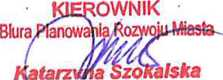 KIEROWNIK
Biura Planowania Rozwoju Miasta
Katarzyna Szokalska